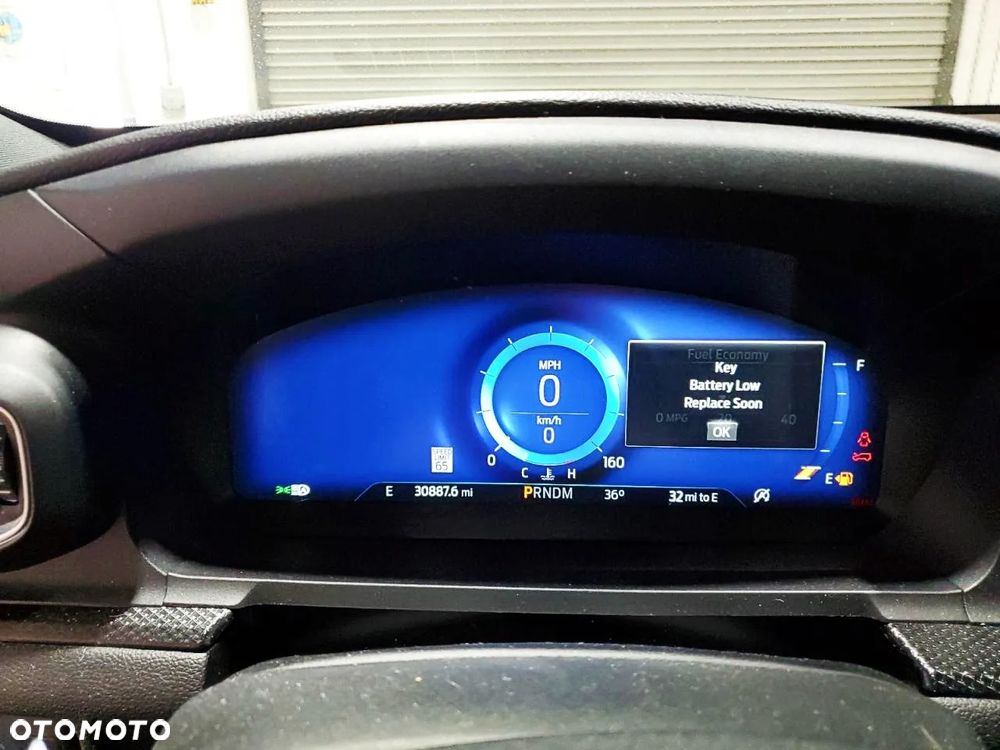 Fuel Economy
Key
Battery Low
Replace Soon
0 MPG 20 40
OK
MPH
0
km/h
0
0 160
C H
F
E
SPEED
LIMIT
65
E 30887.6 mi PRNDM 36° 32 mi to E
OTOMOTO